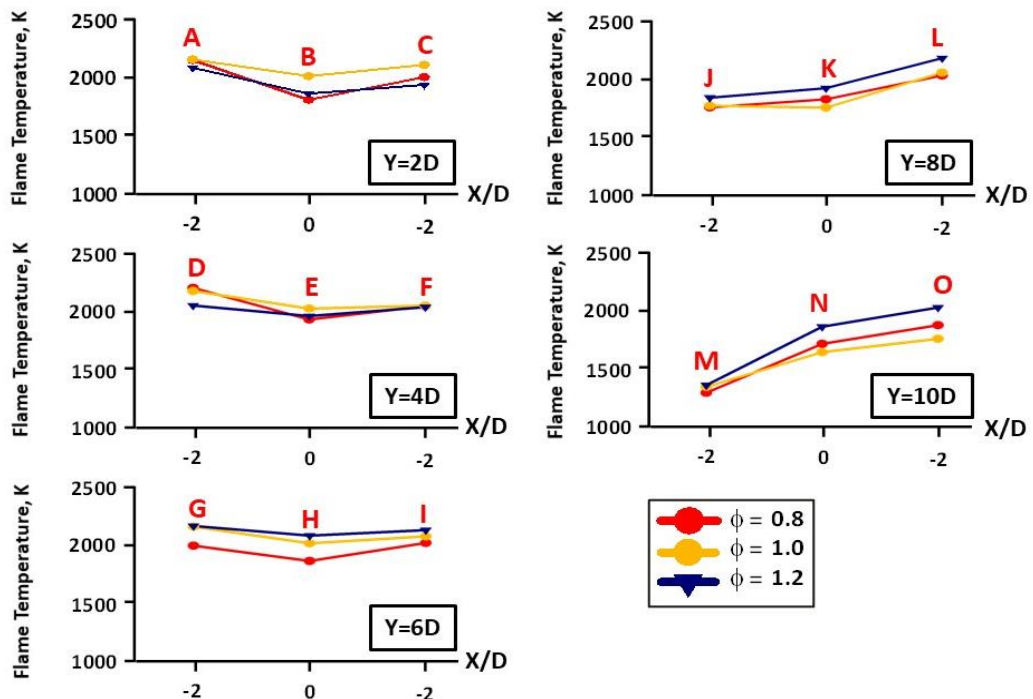 Flame Temperature, K
2500
2000
1500
1000
A
B
C
Y=2D
X/D
-2
0
-2
Flame Temperature, K
2500
2000
1500
1000
D
E
F
Y=4D
X/D
-2
0
-2
Flame Temperature, K
2500
2000
1500
1000
G
H
I
Y=6D
X/D
-2
0
-2
Flame Temperature, K
2500
2000
1500
1000
J
K
L
Y=8D
X/D
-2
0
-2
Flame Temperature, K
2500
2000
1500
1000
M
N
O
Y=10D
X/D
-2
0
-2
ϕ = 0.8
ϕ = 1.0
ϕ = 1.2